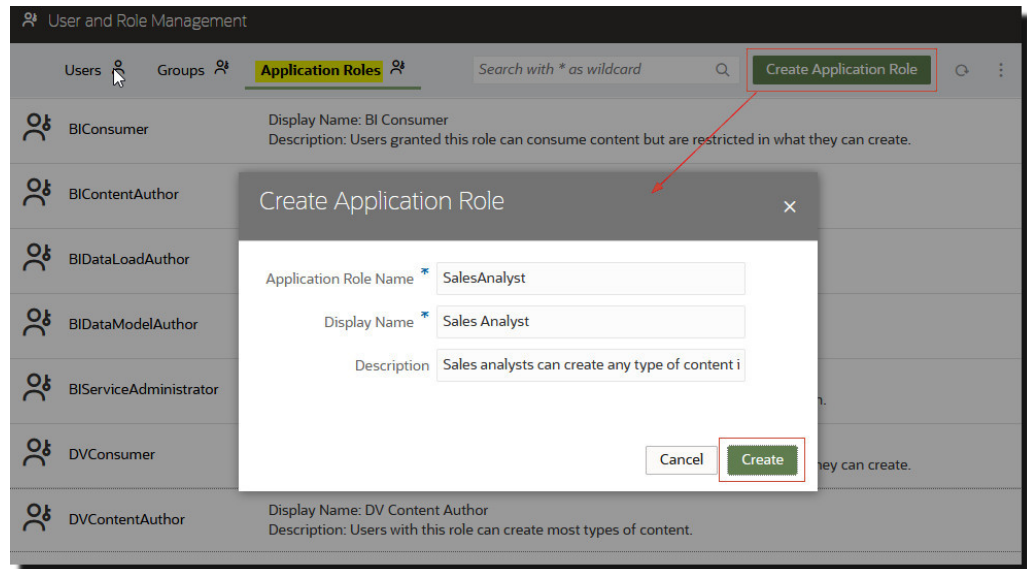 User and Role Management
Users Groups Application Roles Search with * as wildcard Create Application Role
BIConsumer
Display Name: BI Consumer
Description: Users granted this role can consume content but are restricted in what they can create.
BIContentAuthor
BIDataLoadAuthor
BIDataModelAuthor
BIServiceAdministrator
n.
DVConsumer
hey can create.
DVContentAuthor
Display Name: DV Content Author
Description: Users with this role can create most types of content.
Create Application Role
Application Role Name * SalesAnalyst
Display Name * Sales Analyst
Description Sales analysts can create any type of content i
Cancel Create